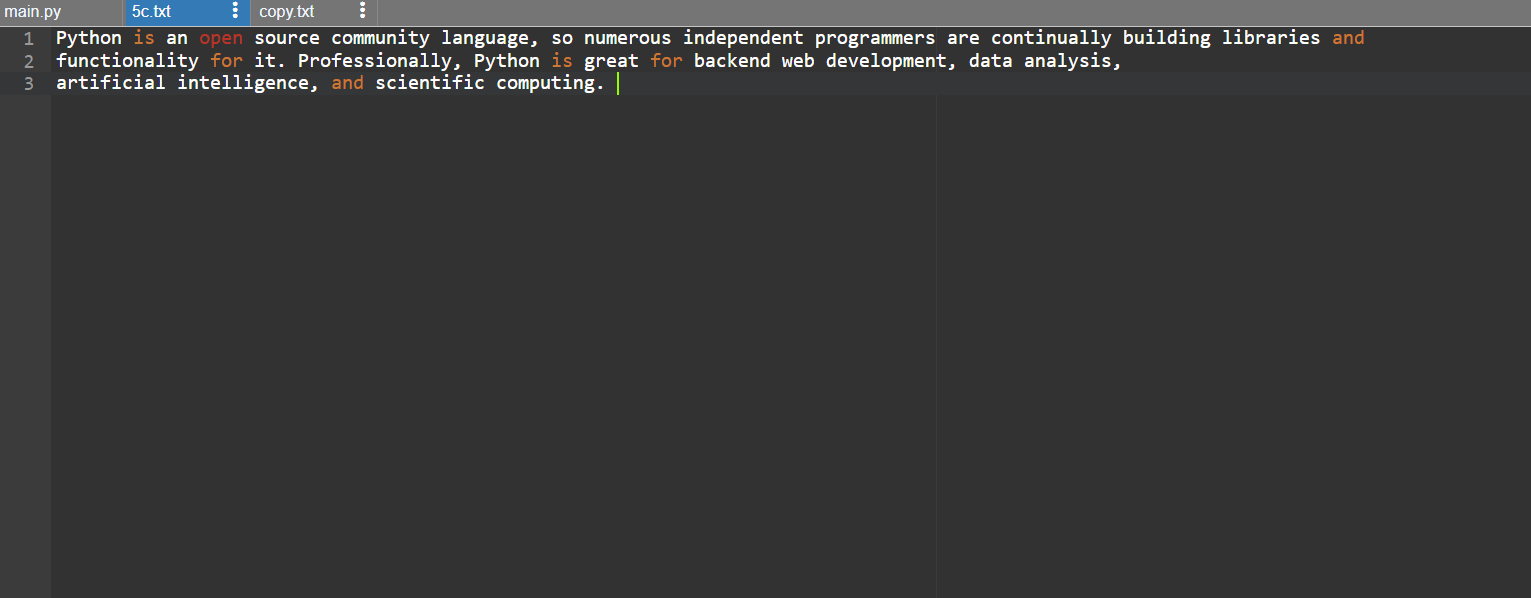 main.py 5c.txt copy.txt
1 Python is an open source community language, so numerous independent programmers are continually building libraries and
2 functionality for it. Professionally, Python is great for backend web development, data analysis,
3 artificial intelligence, and scientific computing.